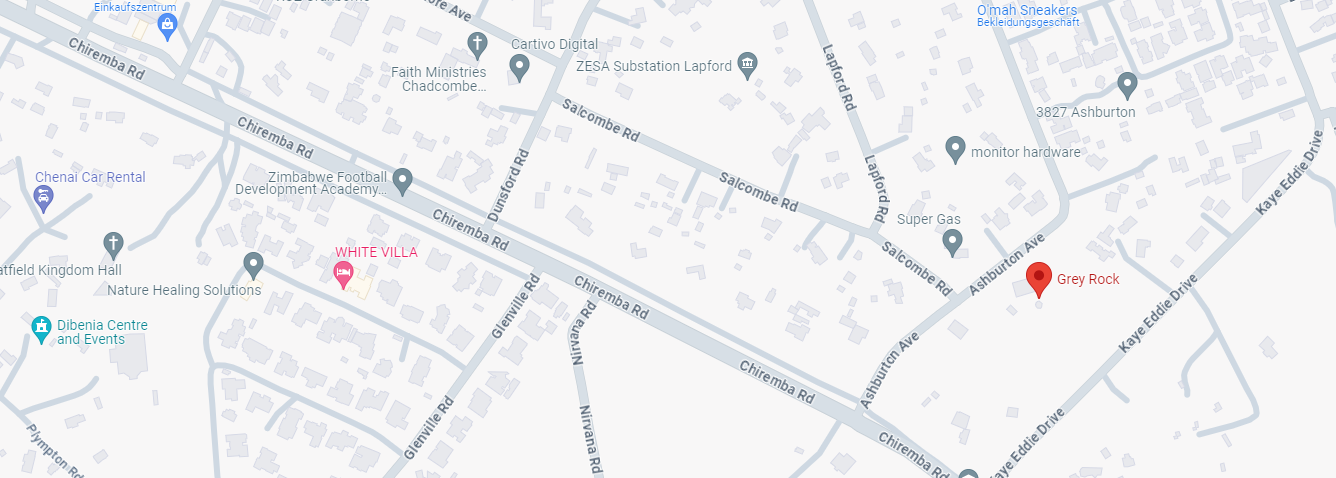 Einkaufszentrum
O'mah Sneakers
Bekleidungsgeschäft
Chiremba Rd
Cartivo Digital
Faith Ministries
Chadcombe...
ZESA Substation Lapford
Lapford Rd
3827 Ashburton
Salcombe Rd
Chiremba Rd
monitor hardware
Kaye Eddie Drive
Chenai Car Rental
Zimbabwe Football
Development Academy...
Dunsford Rd
Salcombe Rd
Lapford Rd
Super Gas
Chiremba Rd
WHITE VILLA
atfield Kingdom Hall
Nature Healing Solutions
Salcombe Rd
Ashburton Ave
Grey Rock
Dibenia Centre
and Events
Glenville Rd
Chiremba Rd
Nirvana Rd
Kaye Eddie Drive
Ashburton Ave
Chiremba Rd
Glenville Rd
Nirvana Rd
Plympton Rd
Chiremba Rd
Kaye Eddie Drive